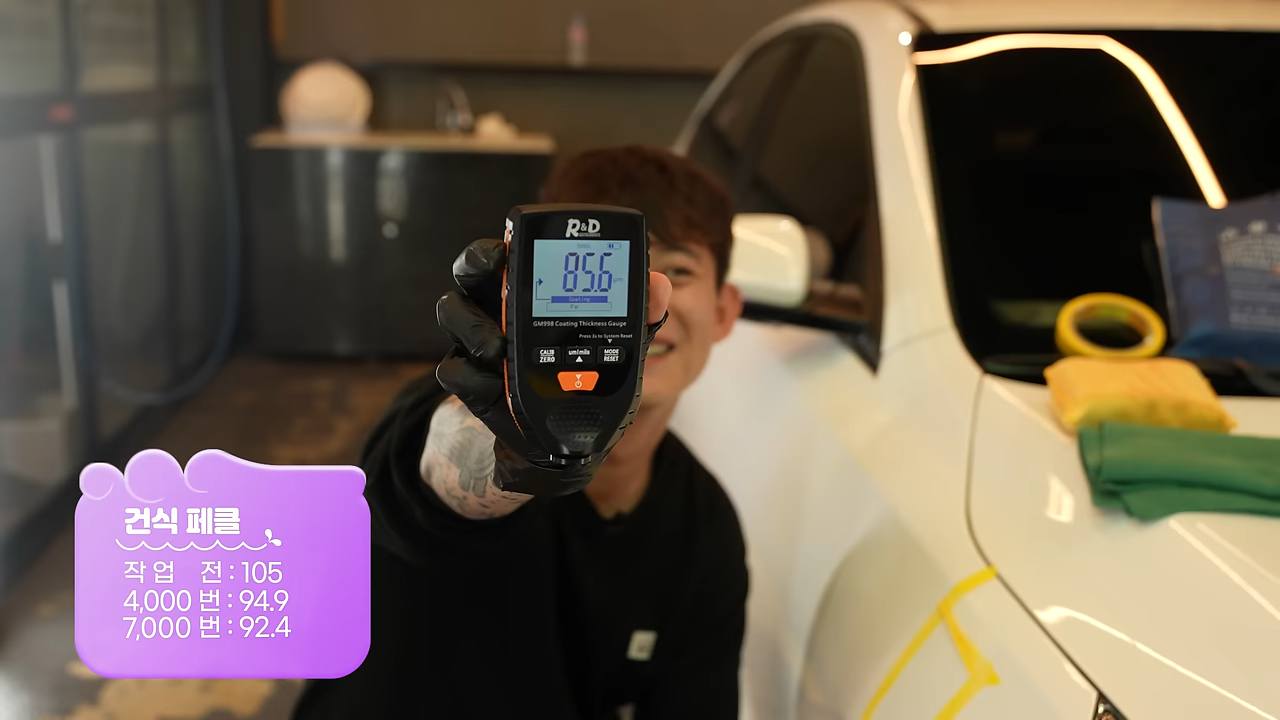 R&D
85.6
Coating
Fe
GM998 Coating Thickness Gauge
Press 3s to System Reset
CALIB
ZERO
um/mils
MODE
RESET
건식 페클
작업 전 : 105
4,000 번 : 94.9
7,000 번 : 92.4